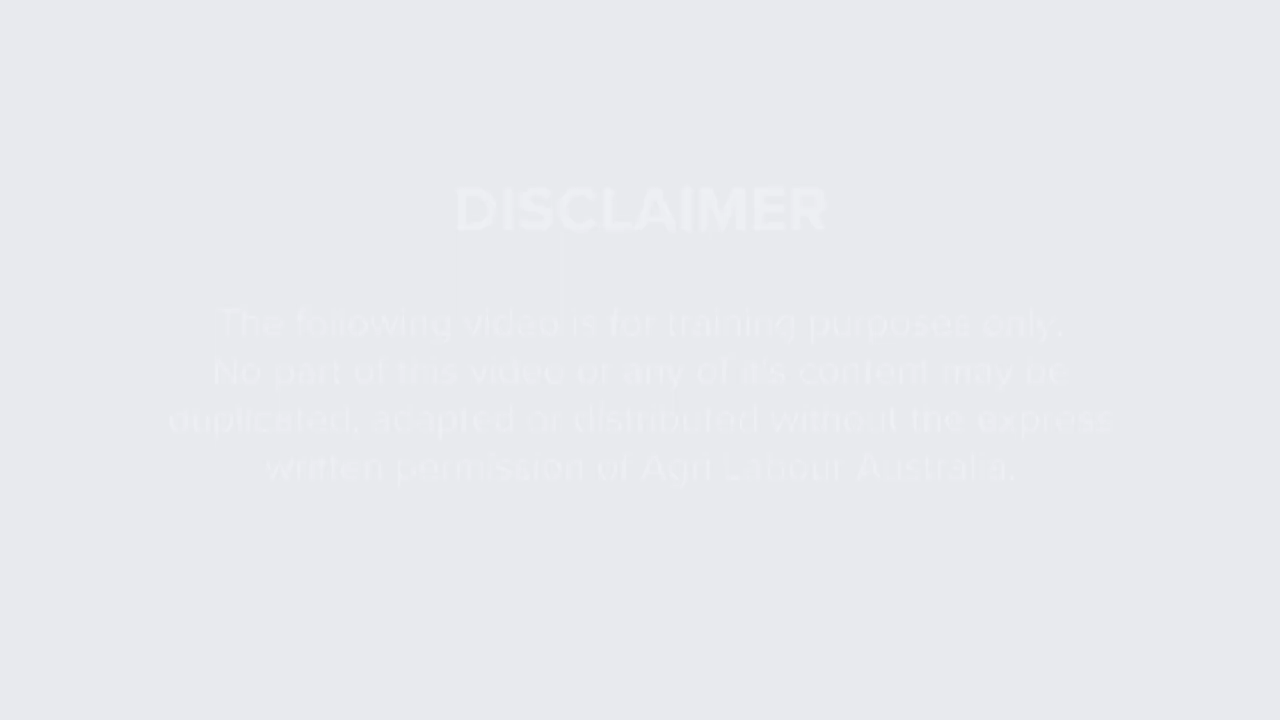 DISCLAIMER
The following video is for training purposes only.
No part of this video or any of its content may be
duplicated, adapted or distributed without the express
written permission of Agri Labour Australia.